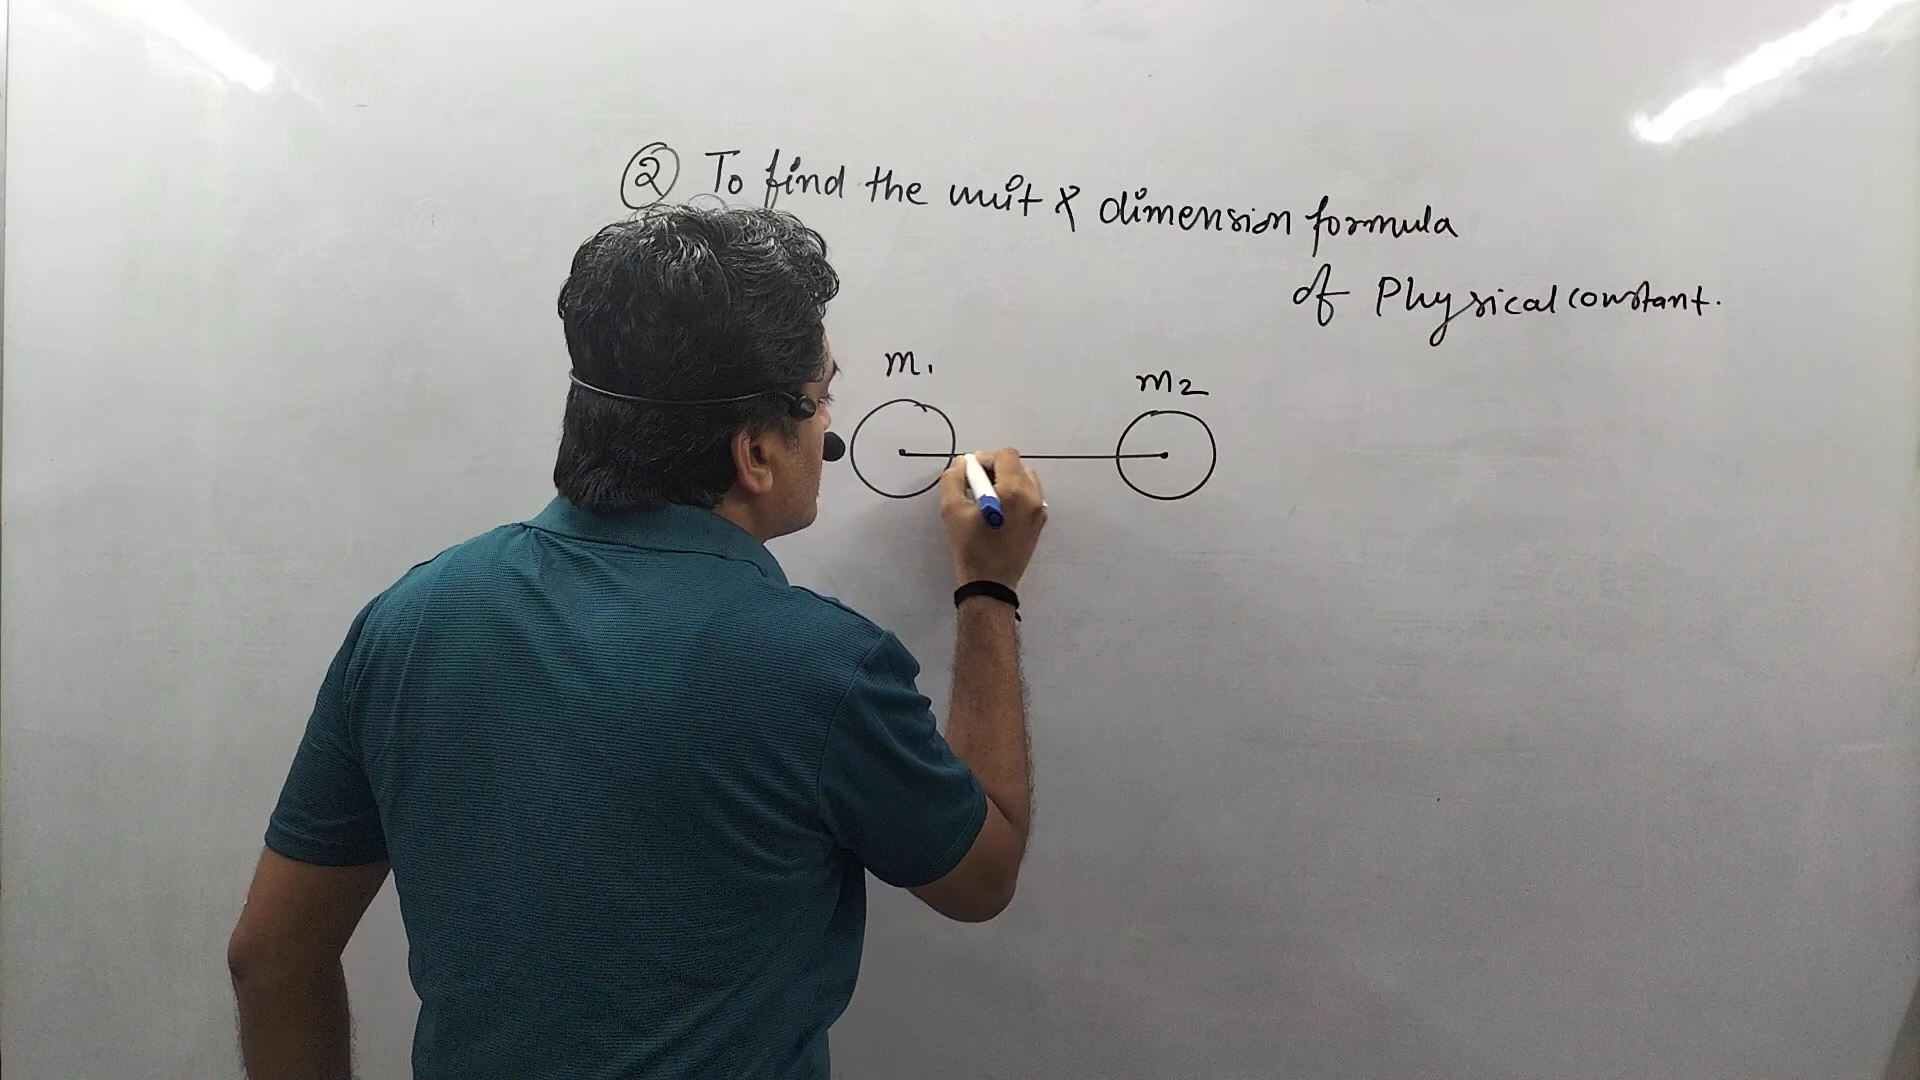 ② To find the unit & dimension formula
of Physical constant.
m₁
m₂